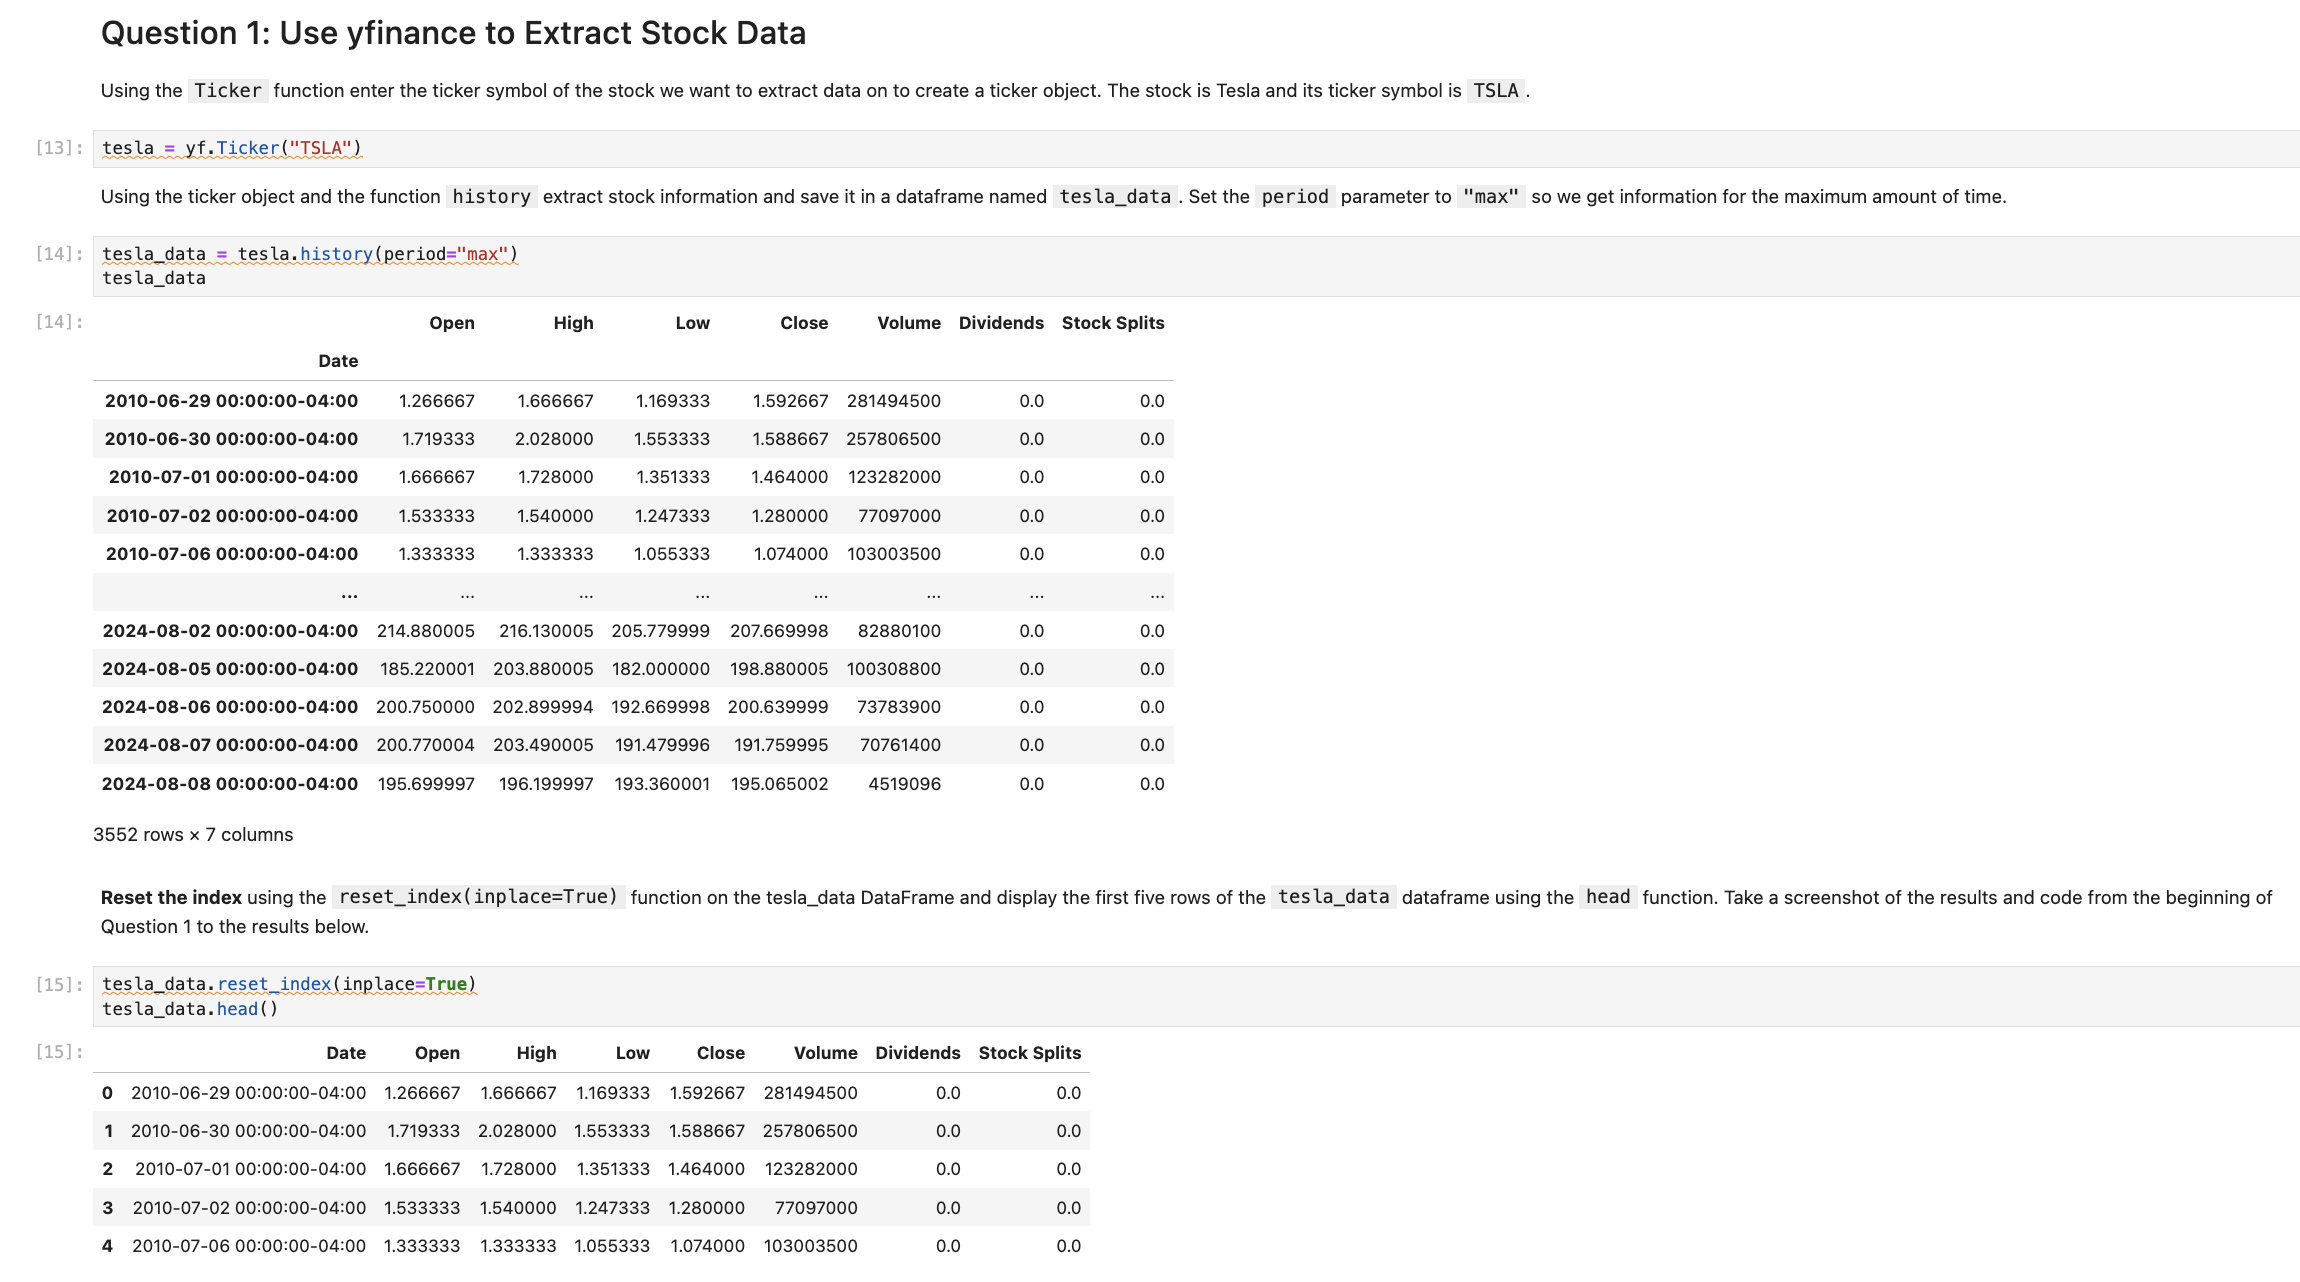 Question 1: Use yfinance to Extract Stock Data
Using the Ticker function enter the ticker symbol of the stock we want to extract data on to create a ticker object. The stock is Tesla and its ticker symbol is TSLA .
[13]: tesla = yf.Ticker("TSLA")
Using the ticker object and the function history extract stock information and save it in a dataframe named tesla_data . Set the period parameter to "max" so we get information for the maximum amount of time.
[14]: tesla_data = tesla.history(period="max")
tesla_data
[14]: Open High Low Close Volume Dividends Stock Splits
Date
2010-06-29 00:00:00-04:00 1.266667 1.666667 1.169333 1.592667 281494500 0.0 0.0
2010-06-30 00:00:00-04:00 1.719333 2.028000 1.553333 1.588667 257806500 0.0 0.0
2010-07-01 00:00:00-04:00 1.666667 1.728000 1.351333 1.464000 123282000 0.0 0.0
2010-07-02 00:00:00-04:00 1.533333 1.540000 1.247333 1.280000 77097000 0.0 0.0
2010-07-06 00:00:00-04:00 1.333333 1.333333 1.055333 1.074000 103003500 0.0 0.0
... ... ... ... ... ... ... ...
2024-08-02 00:00:00-04:00 214.880005 216.130005 205.779999 207.669998 82880100 0.0 0.0
2024-08-05 00:00:00-04:00 185.220001 203.880005 182.000000 198.880005 100308800 0.0 0.0
2024-08-06 00:00:00-04:00 200.750000 202.899994 192.669998 200.639999 73783900 0.0 0.0
2024-08-07 00:00:00-04:00 200.770004 203.490005 191.479996 191.759995 70761400 0.0 0.0
2024-08-08 00:00:00-04:00 195.699997 196.199997 193.360001 195.065002 4519096 0.0 0.0
3552 rows × 7 columns
Reset the index using the reset_index(inplace=True) function on the tesla_data DataFrame and display the first five rows of the tesla_data dataframe using the head function. Take a screenshot of the results and code from the beginning of
Question 1 to the results below.
[15]: tesla_data.reset_index(inplace=True)
tesla_data.head()
[15]: Date Open High Low Close Volume Dividends Stock Splits
0 2010-06-29 00:00:00-04:00 1.266667 1.666667 1.169333 1.592667 281494500 0.0 0.0
1 2010-06-30 00:00:00-04:00 1.719333 2.028000 1.553333 1.588667 257806500 0.0 0.0
2 2010-07-01 00:00:00-04:00 1.666667 1.728000 1.351333 1.464000 123282000 0.0 0.0
3 2010-07-02 00:00:00-04:00 1.533333 1.540000 1.247333 1.280000 77097000 0.0 0.0
4 2010-07-06 00:00:00-04:00 1.333333 1.333333 1.055333 1.074000 103003500 0.0 0.0